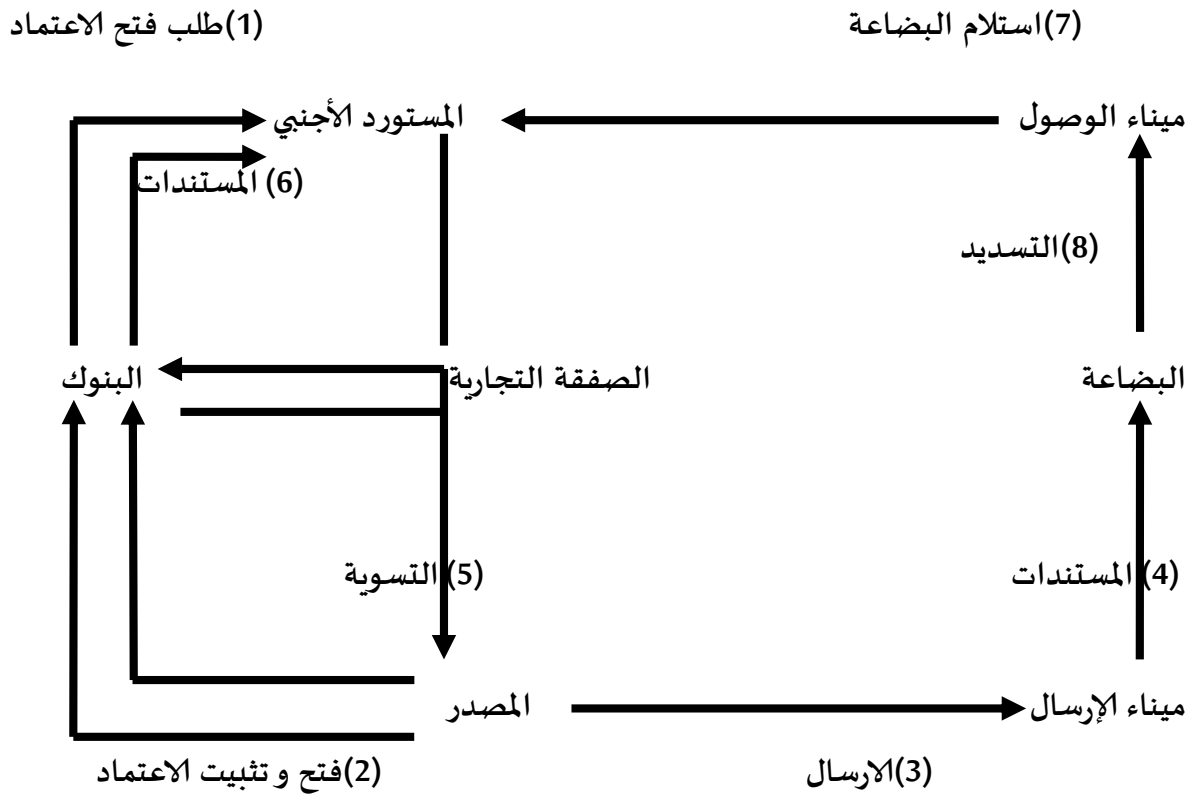 (7)استلام البضاعة
(1)طلب فتح الاعتماد
ميناء الوصول
المستورد الأجنبي
(6) المستندات
(8)التسديد
البضاعة
الصفقة التجارية
البنوك
(4) المستندات
(5) التسوية
ميناء الإرسال
المصدر
(3)الارسال
(2)فتح و تثبيت الاعتماد